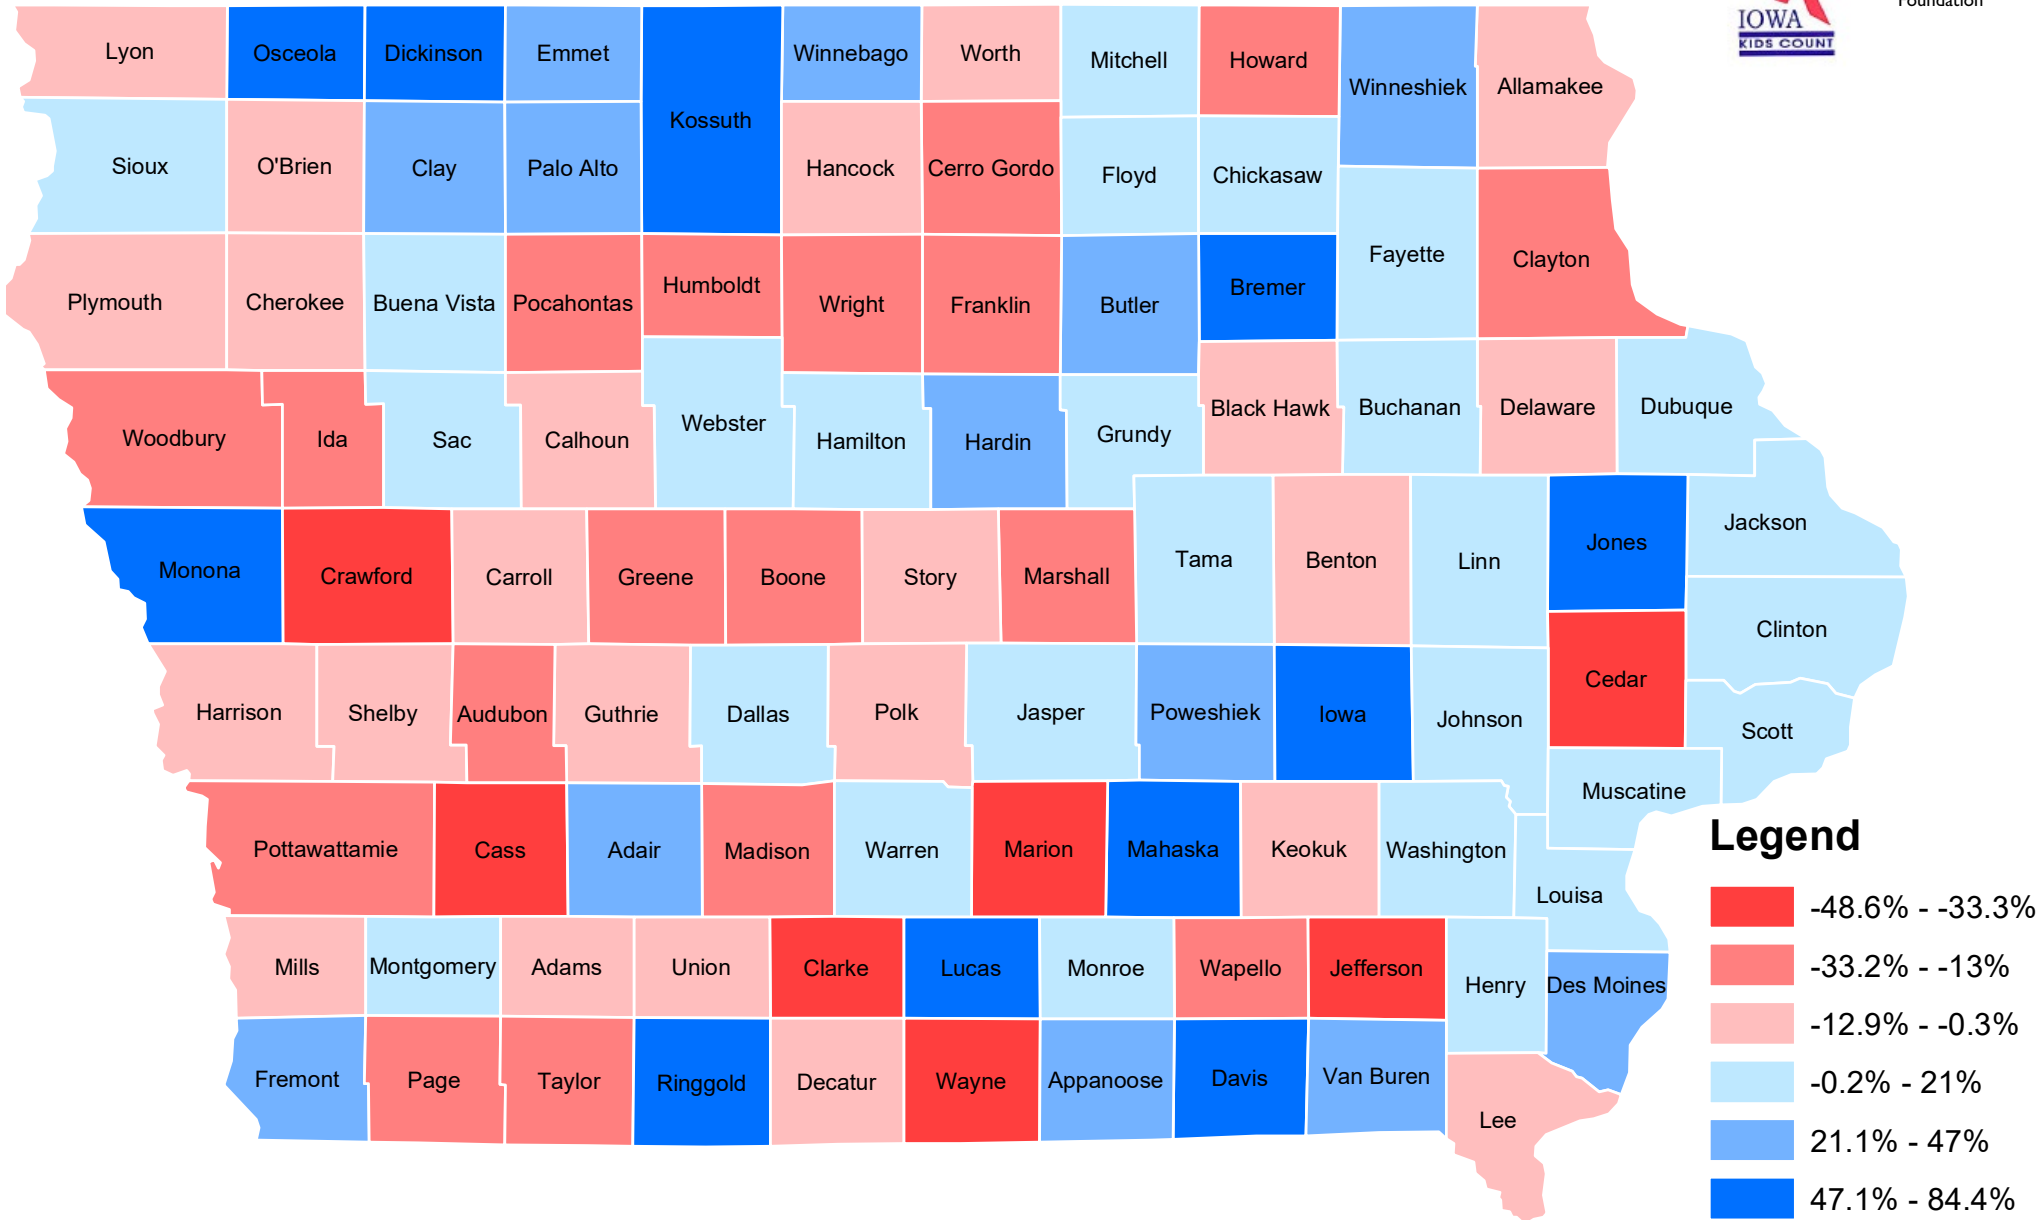 Foundation
IOWA
KIDS COUNT
Lyon
Osceola
Dickinson
Emmet
Kossuth
Winnebago
Worth
Mitchell
Howard
Winneshiek
Allamakee
Sioux
O'Brien
Clay
Palo Alto
Hancock
Cerro Gordo
Floyd
Chickasaw
Fayette
Clayton
Plymouth
Cherokee
Buena Vista
Pocahontas
Humboldt
Wright
Franklin
Butler
Bremer
Woodbury
Ida
Sac
Calhoun
Webster
Hamilton
Hardin
Grundy
Black Hawk
Buchanan
Delaware
Dubuque
Monona
Crawford
Carroll
Greene
Boone
Story
Marshall
Tama
Benton
Linn
Jones
Jackson
Clinton
Cedar
Harrison
Shelby
Audubon
Guthrie
Dallas
Polk
Jasper
Poweshiek
Iowa
Johnson
Scott
Muscatine
Pottawattamie
Cass
Adair
Madison
Warren
Marion
Mahaska
Keokuk
Washington
Louisa
Mills
Montgomery
Adams
Union
Clarke
Lucas
Monroe
Wapello
Jefferson
Henry
Des Moines
Fremont
Page
Taylor
Ringgold
Decatur
Wayne
Appanoose
Davis
Van Buren
Lee
Legend
-48.6% - -33.3%
-33.2% - -13%
-12.9% - -0.3%
-0.2% - 21%
21.1% - 47%
47.1% - 84.4%